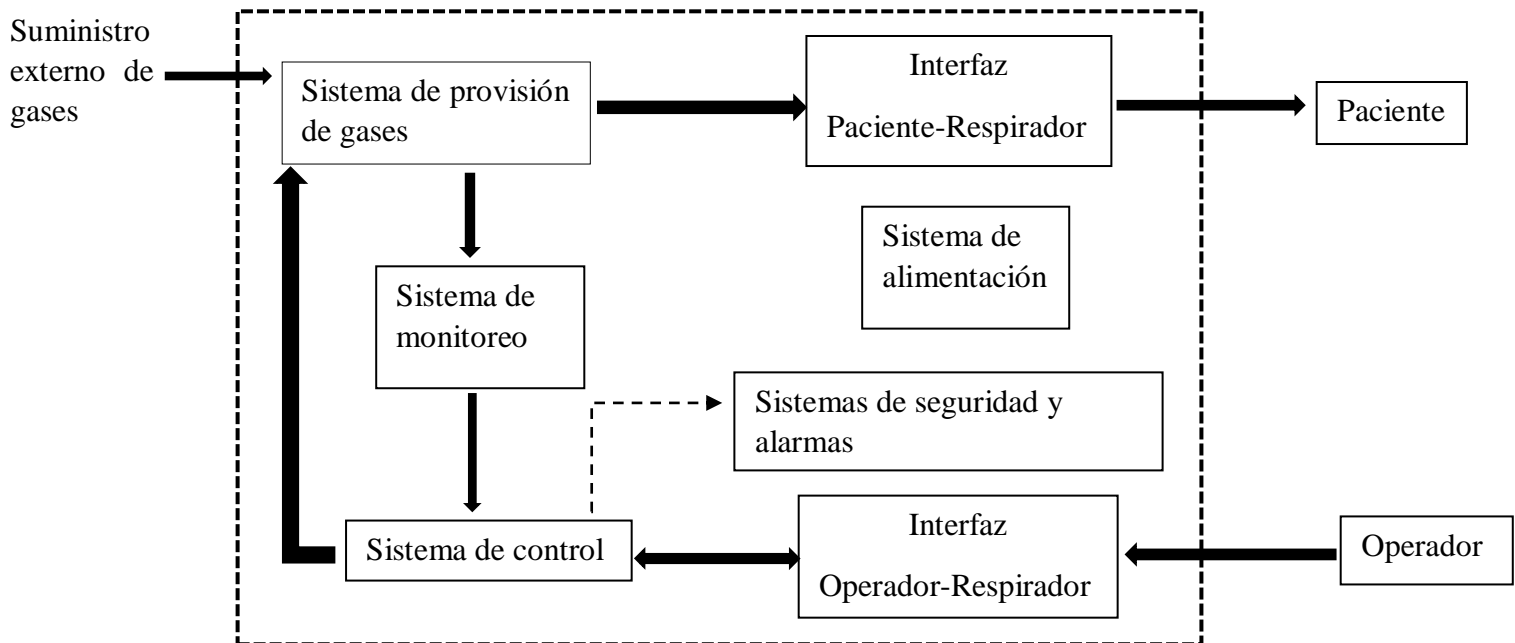 Suministro
externo de
gases
Sistema de provisión
de gases
Interfaz
Paciente-Respirador
Paciente
Sistema de
alimentación
Sistema de
monitoreo
Sistemas de seguridad y
alarmas
Sistema de control
Interfaz
Operador-Respirador
Operador